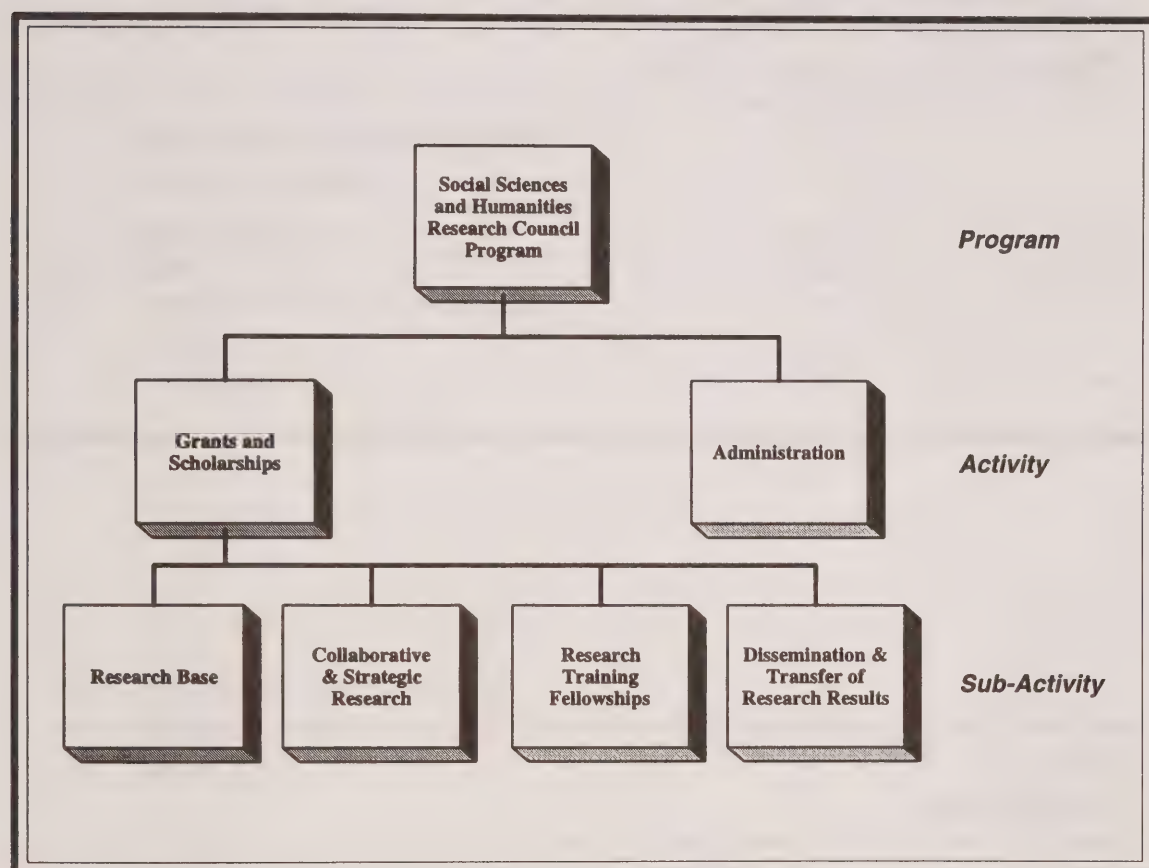 Social Sciences
and Humanities
Research Council
Program
Program
Grants and
Scholarships
Administration
Activity
Research Base
Collaborative
& Strategic
Research
Research
Training
Fellowships
Dissemination &
Transfer of
Research Results
Sub-Activity